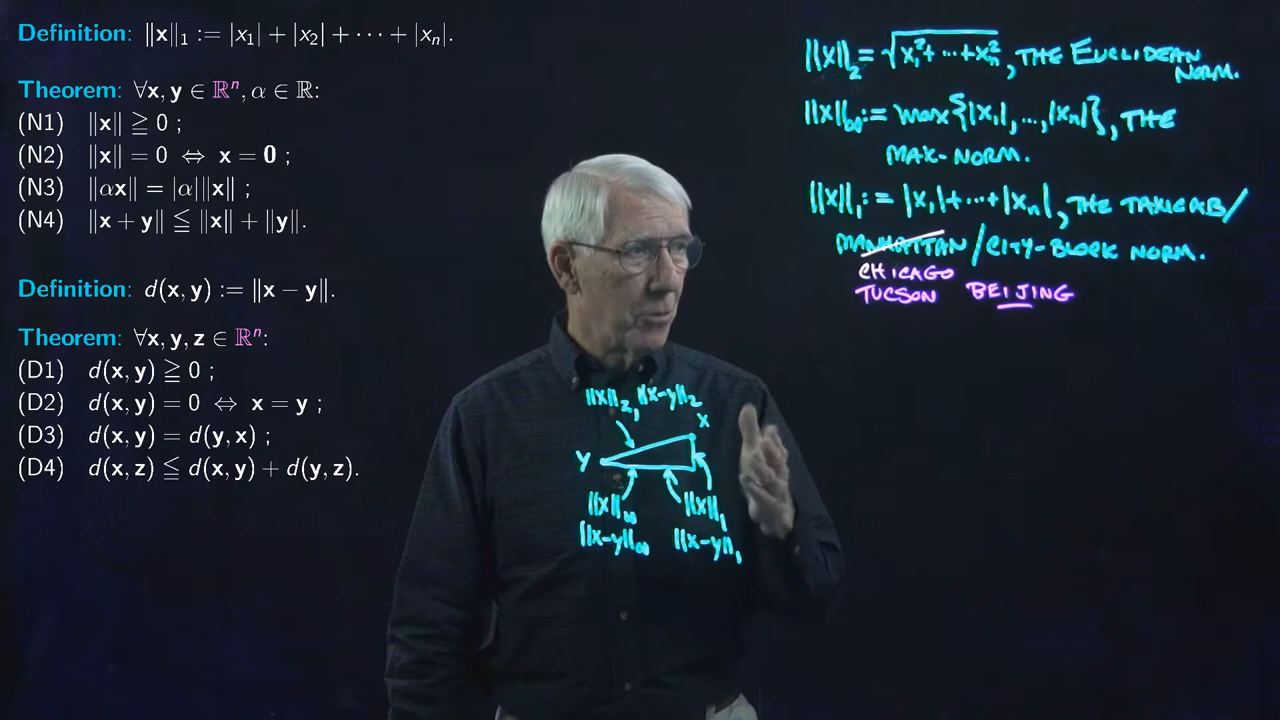 Definition: ‖x‖₁ := |x₁| + |x₂| + ··· + |xₙ|.
Theorem: ∀x, y ∈ ℝⁿ, α ∈ ℝ:
(N1) ‖x‖ ≧ 0 ;
(N2) ‖x‖ = 0 ⇔ x = 0 ;
(N3) ‖αx‖ = |α|‖x‖ ;
(N4) ‖x + y‖ ≦ ‖x‖ + ‖y‖.
Definition: d(x, y) := ‖x − y‖.
Theorem: ∀x, y, z ∈ ℝⁿ:
(D1) d(x, y) ≧ 0 ;
(D2) d(x, y) = 0 ⇔ x = y ;
(D3) d(x, y) = d(y, x) ;
(D4) d(x, z) ≦ d(x, y) + d(y, z).
‖x‖₂, ‖x-y‖₂
x
y
‖x‖∞ ‖x‖₁
‖x-y‖∞ ‖x-y‖₁
‖x‖₂ = √x₁² + ··· + xₙ², THE EUCLIDEAN
NORM.
‖x‖∞ := max{|x₁|, ..., |xₙ|}, THE
MAX-NORM.
‖x‖₁ := |x₁| + ··· + |xₙ|, THE TAXICAB/
MANHATTAN/CITY-BLOCK NORM.
CHICAGO
TUCSON BEIJING